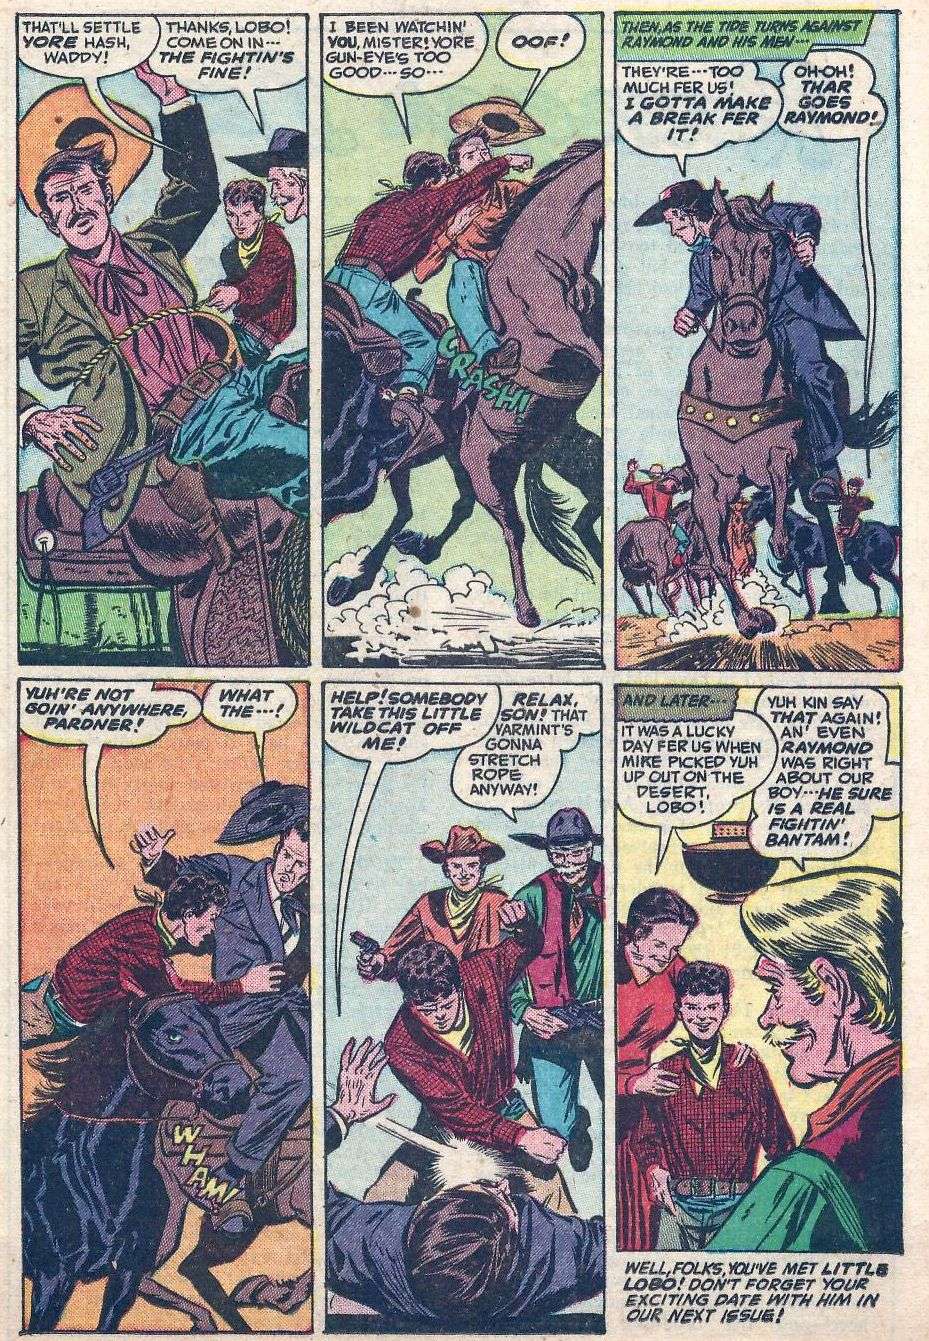 THAT'LL SETTLE
YORE HASH,
WADDY!
THANKS, LOBO!
COME ON IN---
THE FIGHTIN'S
FINE!
I BEEN WATCHIN'
YOU, MISTER! YORE
GUN-EYE'S TOO
GOOD---SO---
OOF!
CRASH!
THEN, AS THE TIDE TURNS AGAINST
RAYMOND AND HIS MEN---
THEY'RE---TOO
MUCH FER US!
I GOTTA MAKE
A BREAK FER
IT!
OH-OH!
THAR
GOES
RAYMOND!
YUH'RE NOT
GOIN' ANYWHERE,
PARDNER!
WHAT
THE---!
WHAM!
HELP! SOMEBODY
TAKE THIS LITTLE
WILDCAT OFF
ME!
RELAX,
SON! THAT
VARMINT'S
GONNA
STRETCH
ROPE
ANYWAY!
AND LATER--
IT WAS A LUCKY
DAY FER US WHEN
MIKE PICKED YUH
UP OUT ON THE
DESERT,
LOBO!
YUH KIN SAY
THAT AGAIN!
AN' EVEN
RAYMOND
WAS RIGHT
ABOUT OUR
BOY---HE SURE
IS A REAL
FIGHTIN'
BANTAM!
WELL, FOLKS, YOU'VE MET LITTLE
LOBO! DON'T FORGET YOUR
EXCITING DATE WITH HIM IN
OUR NEXT ISSUE!